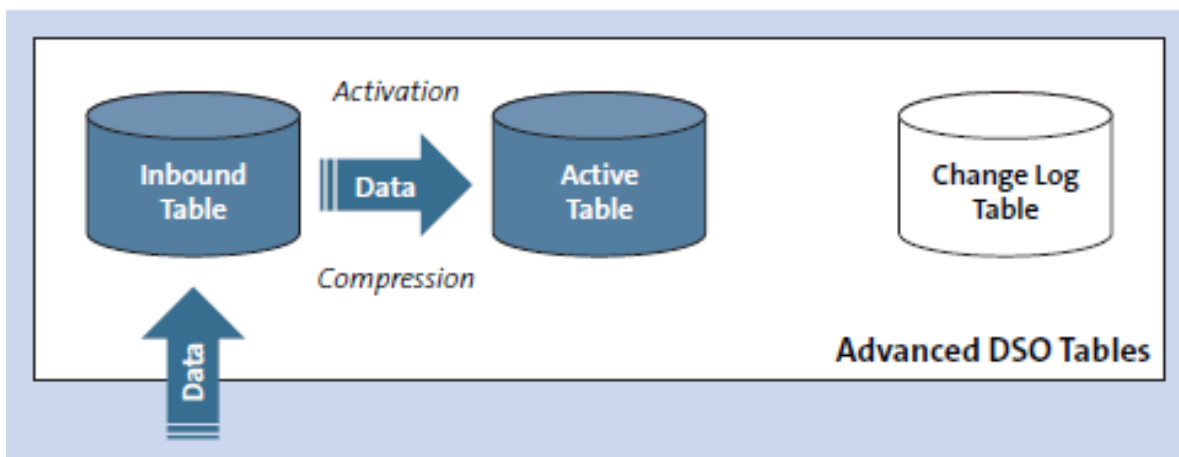 Activation
Inbound
Table
Data
Active
Table
Change Log
Table
Compression
Data
Advanced DSO Tables